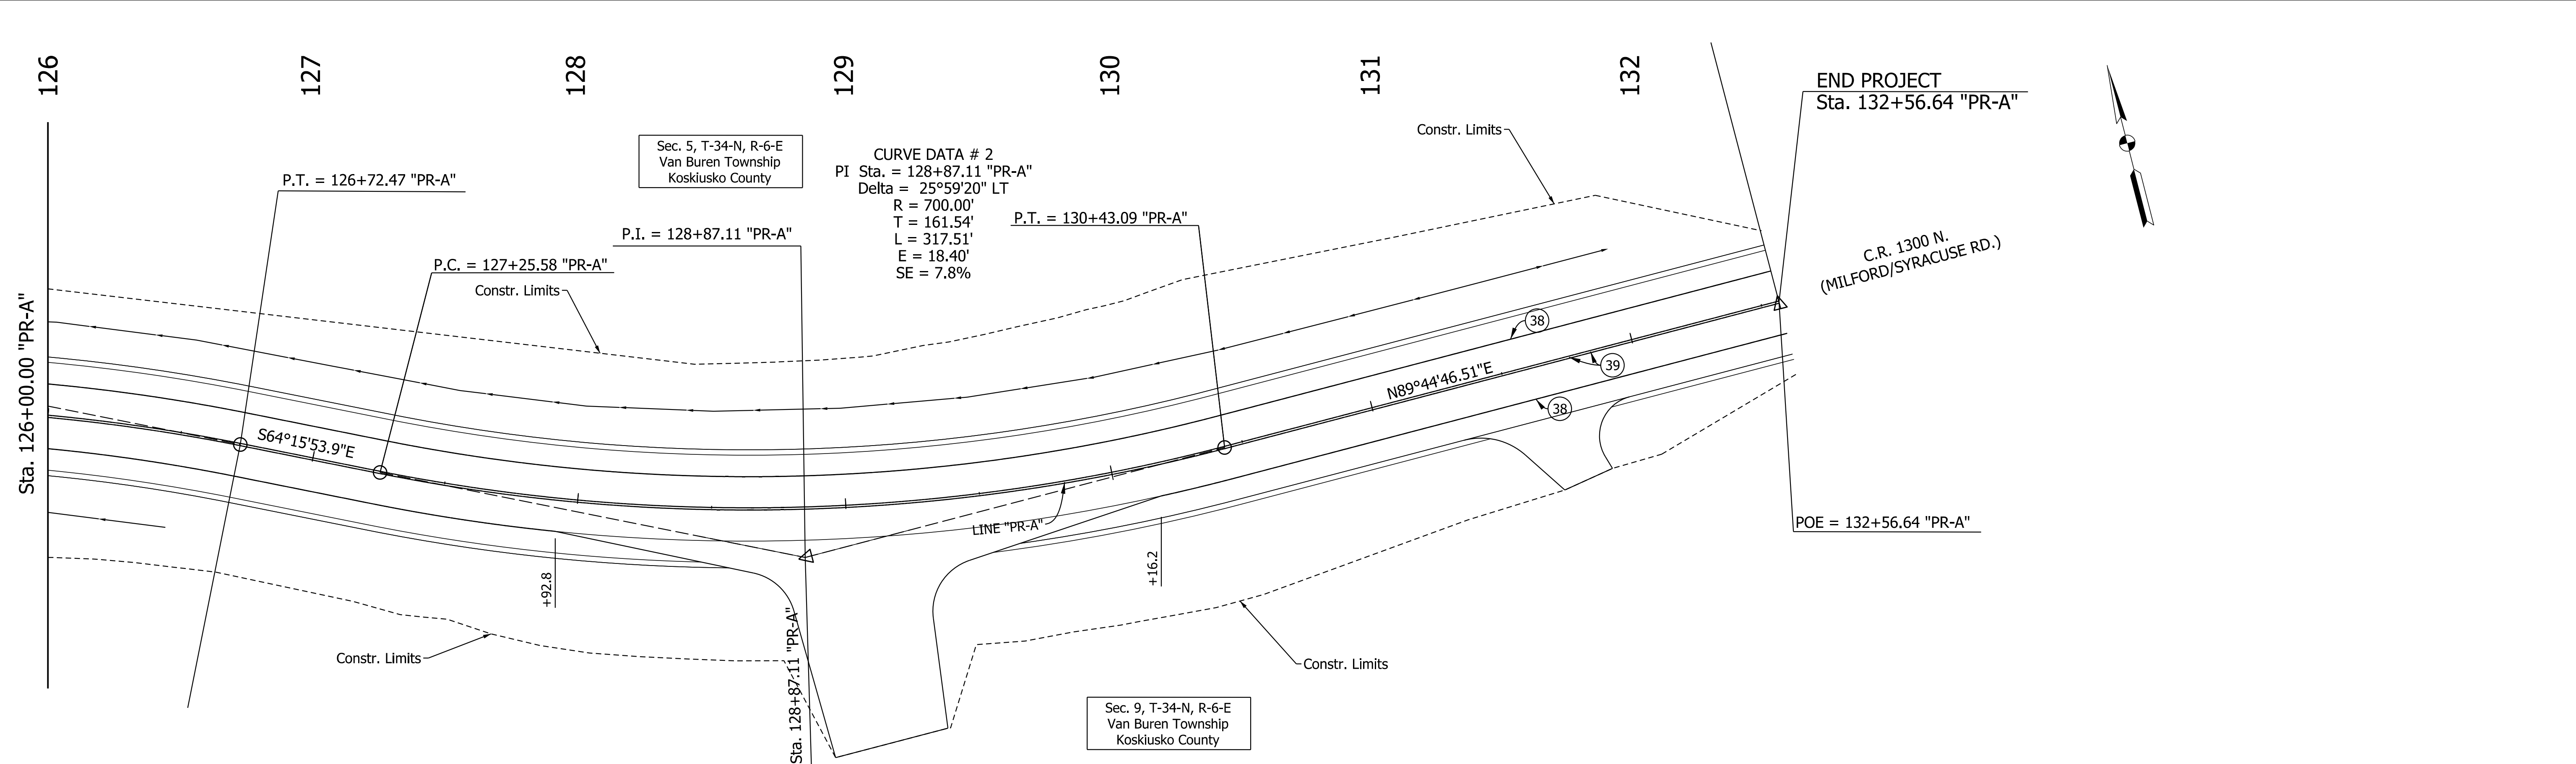 126
127
128
129
130
131
132
END PROJECT
Sta. 132+56.64 "PR-A"
Constr. Limits
Sec. 5, T-34-N, R-6-E
Van Buren Township
Koskiusko County
CURVE DATA # 2
PI Sta. = 128+87.11 "PR-A"
Delta = 25°59'20" LT
R = 700.00'
T = 161.54'
L = 317.51'
E = 18.40'
SE = 7.8%
P.T. = 126+72.47 "PR-A"
P.T. = 130+43.09 "PR-A"
P.I. = 128+87.11 "PR-A"
P.C. = 127+25.58 "PR-A"
Constr. Limits
C.R. 1300 N.
(MILFORD/SYRACUSE RD.)
Sta. 126+00.00 "PR-A"
38
39
38
N89°44'46.51"E
S64°15'53.9"E
LINE "PR-A"
POE = 132+56.64 "PR-A"
+92.8
+16.2
Sta. 128+87.11 "PR-A"
Constr. Limits
Constr. Limits
Sec. 9, T-34-N, R-6-E
Van Buren Township
Koskiusko County